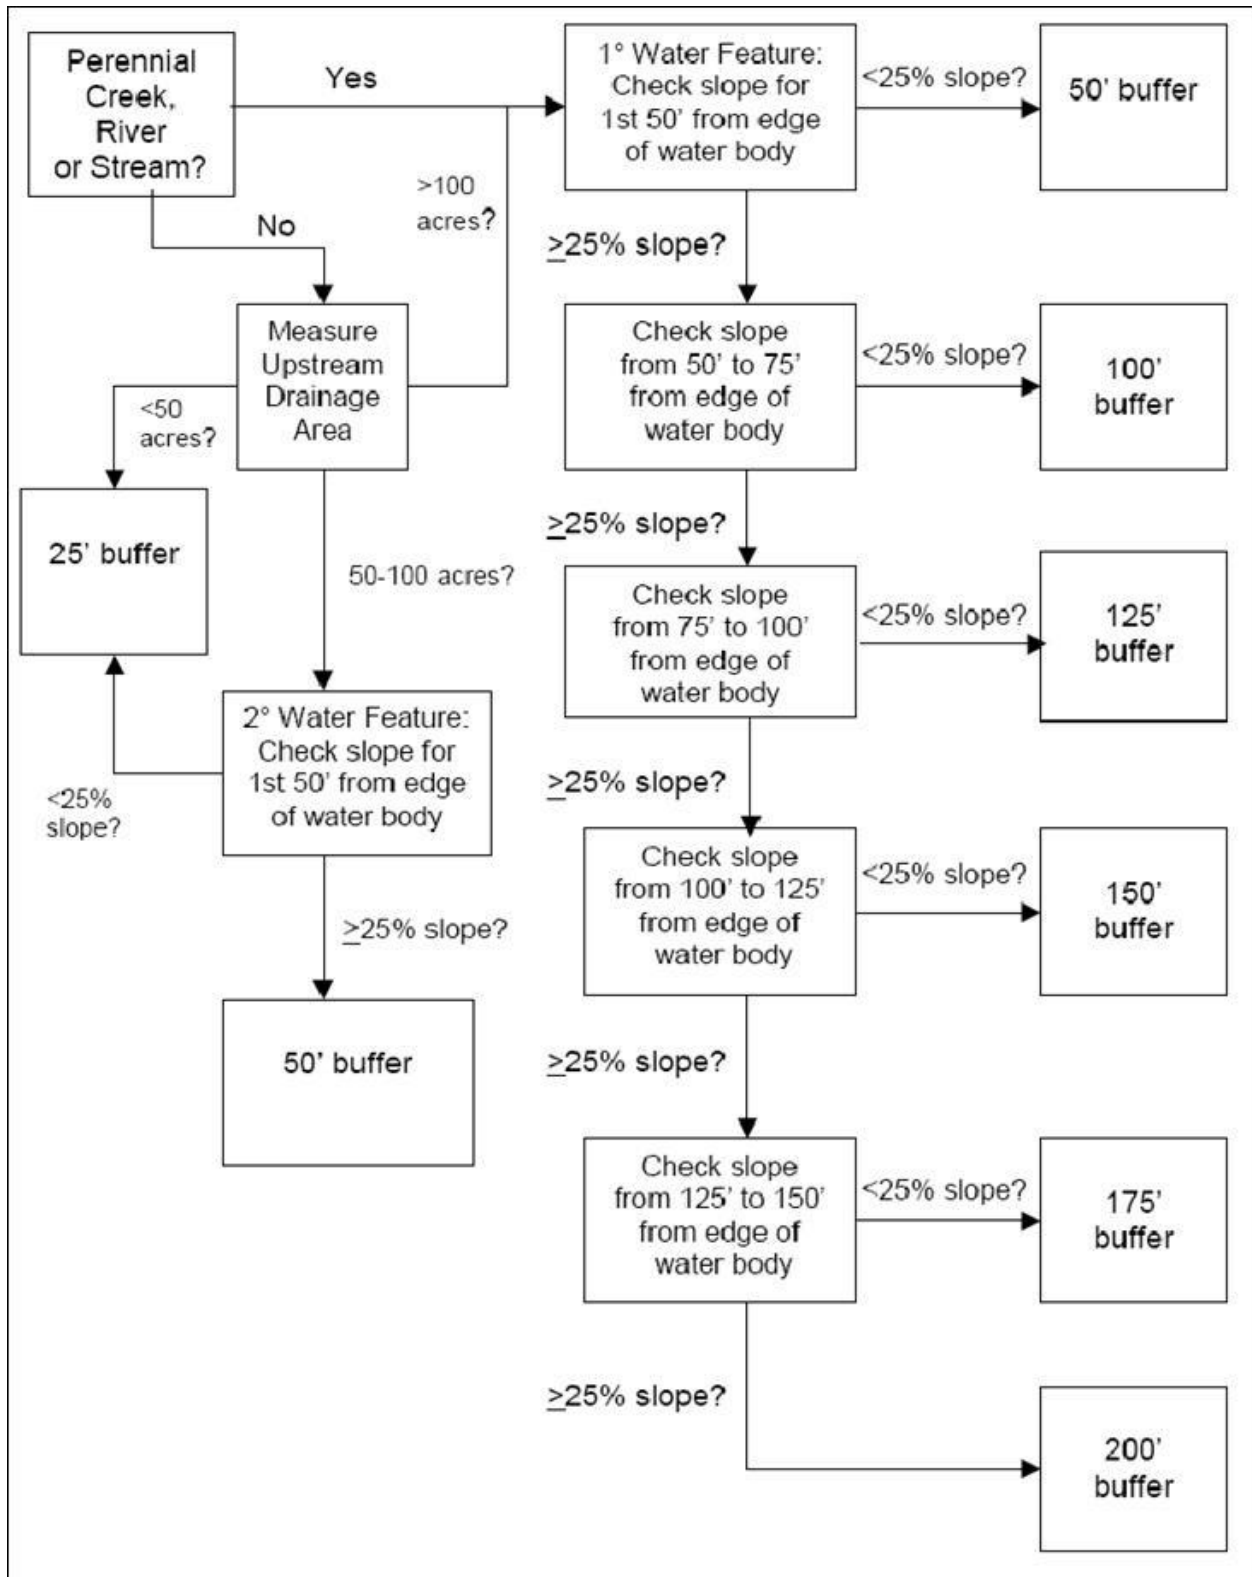 Perennial
Creek,
River
or Stream?
Yes
No
>100
acres?
Measure
Upstream
Drainage
Area
<50
acres?
25’ buffer
50-100 acres?
2° Water Feature:
Check slope for
1st 50’ from edge
of water body
<25%
slope?
≥25% slope?
50’ buffer
1° Water Feature:
Check slope for
1st 50’ from edge
of water body
<25% slope?
50’ buffer
≥25% slope?
Check slope
from 50’ to 75’
from edge of
water body
<25% slope?
100’
buffer
≥25% slope?
Check slope
from 75’ to 100’
from edge of
water body
<25% slope?
125’
buffer
≥25% slope?
Check slope
from 100’ to 125’
from edge of
water body
<25% slope?
150’
buffer
≥25% slope?
Check slope
from 125’ to 150’
from edge of
water body
<25% slope?
175’
buffer
≥25% slope?
200’
buffer